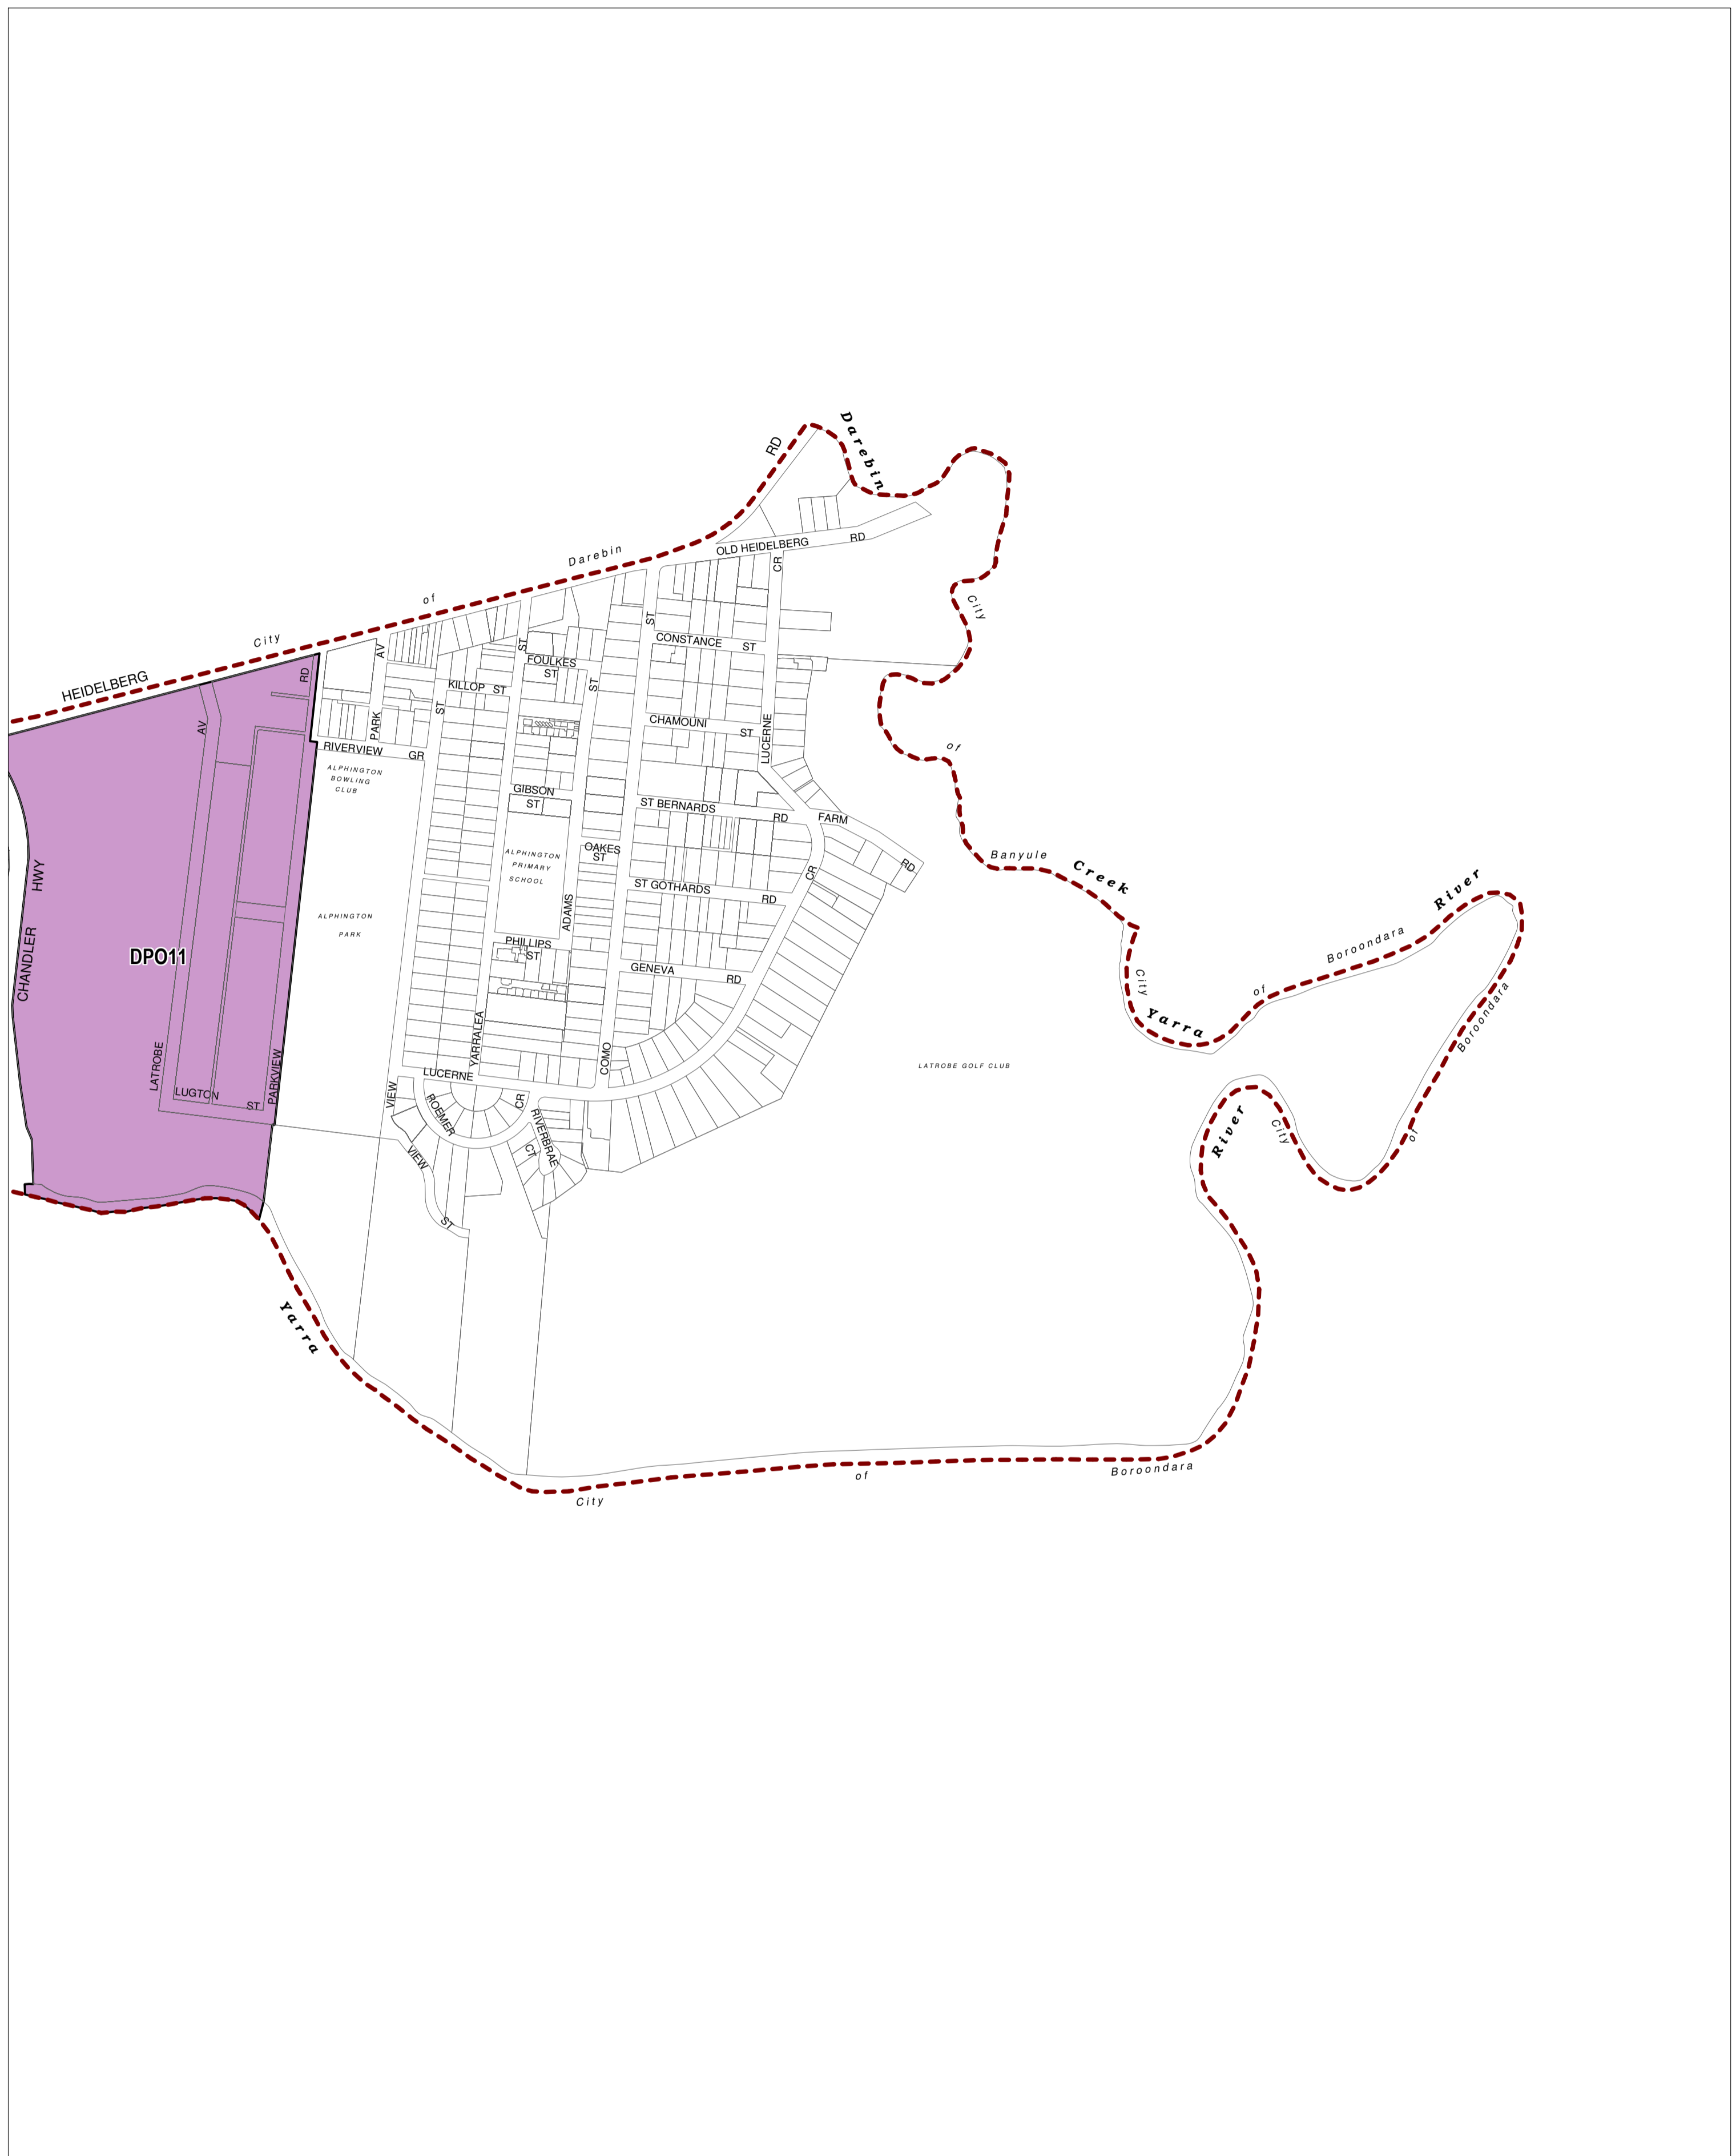 Darebin
RD
OLD HEIDELBERG RD
CR
Darebin
of
City
HEIDELBERG
City
of
ST
CONSTANCE ST
ST
AV
FOULKES
ST
RD
KILLOP ST
ST
ST
AV
PARK
CHAMOUNI
ST
LUCERNE
RIVERVIEW GR
of
ALPHINGTON
BOWLING
CLUB
GIBSON
ST
ST BERNARDS
RD
FARM
RD
OAKES
ST
ALPHINGTON
PRIMARY
SCHOOL
Banyule
Creek
CR
HWY
CHANDLER
ST GOTHARDS
RD
River
ADAMS
ALPHINGTON
PARK
PHILLIPS
ST
Boroondara
DPO11
GENEVA
RD
City
of
Boroondara
Yarra
YARRALEA
COMO
LATROBE
PARKVIEW
LATROBE GOLF CLUB
LUCERNE
VIEW
LUGTON
ST
ROEMER
CR
RIVERBRAE
CT
River
City
of
VIEW
ST
Yarra
Boroondara
of
City